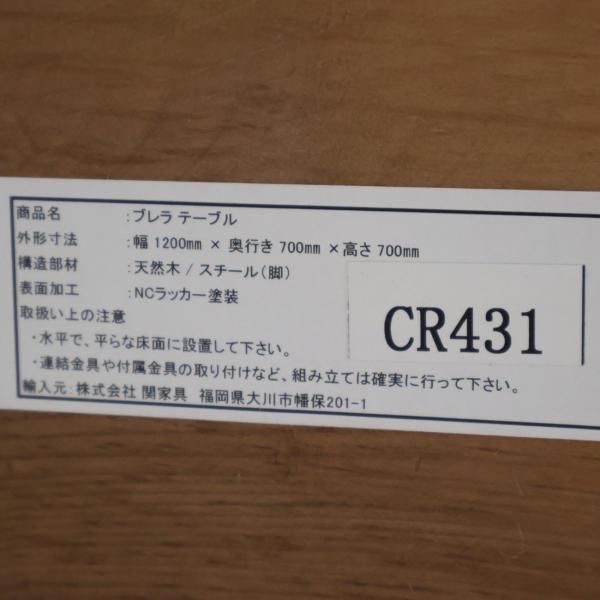 商品名　:ブレラ テーブル
外形寸法　:幅 1200mm × 奥行き 700mm ×高さ 700mm
構造部材　:天然木 / スチール(脚)
表面加工　:NCラッカー塗装
取扱い上の注意
・水平で、平らな床面に設置して下さい。
・連結金具や付属金具の取り付けなど、組み立ては確実に行って下さい。
輸入元:株式会社 関家具　福岡県大川市幡保201-1
CR431